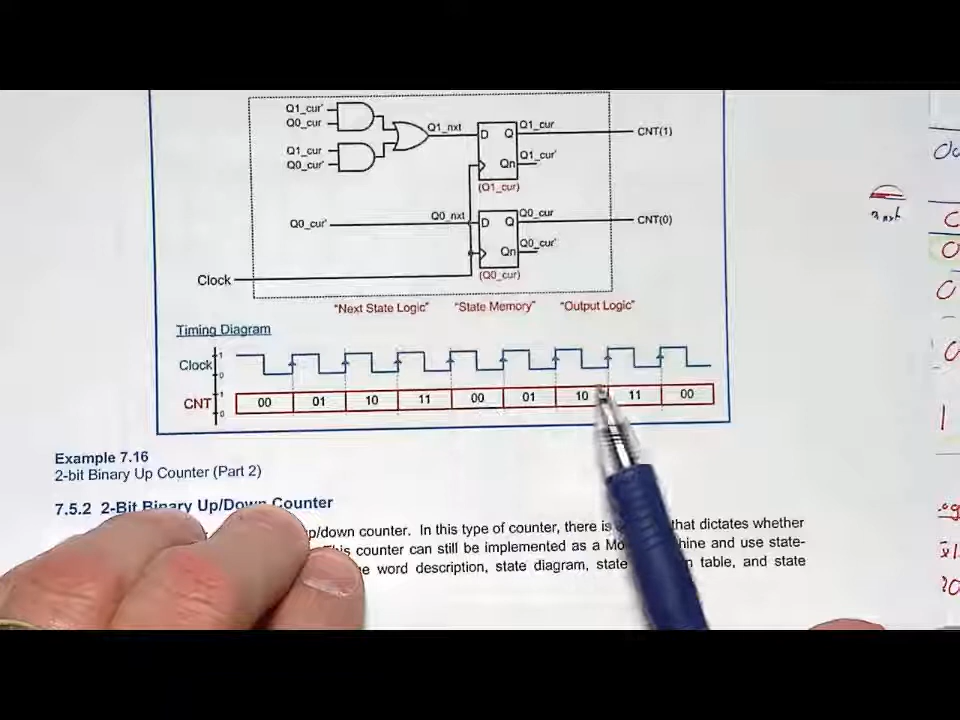 Q1_cur'
Q0_cur
Q1_cur
Q0_cur'
Q1_nxt
D Q
Qn
Q1_cur
Q1_cur'
CNT(1)
(Q1_cur)
Q0_cur'
Q0_nxt
D Q
Qn
Q0_cur
Q0_cur'
CNT(0)
(Q0_cur)
Clock
"Next State Logic" "State Memory" "Output Logic"
Timing Diagram
Clock 1 0
CNT 1 0 00 01 10 11 00 01 10 11 00
Example 7.16
2-bit Binary Up Counter (Part 2)
7.5.2 2-Bit Binary Up/Down Counter
up/down counter. In this type of counter, there is that dictates whether
This counter can still be implemented as a and use state-
word description, state diagram, state table, and state